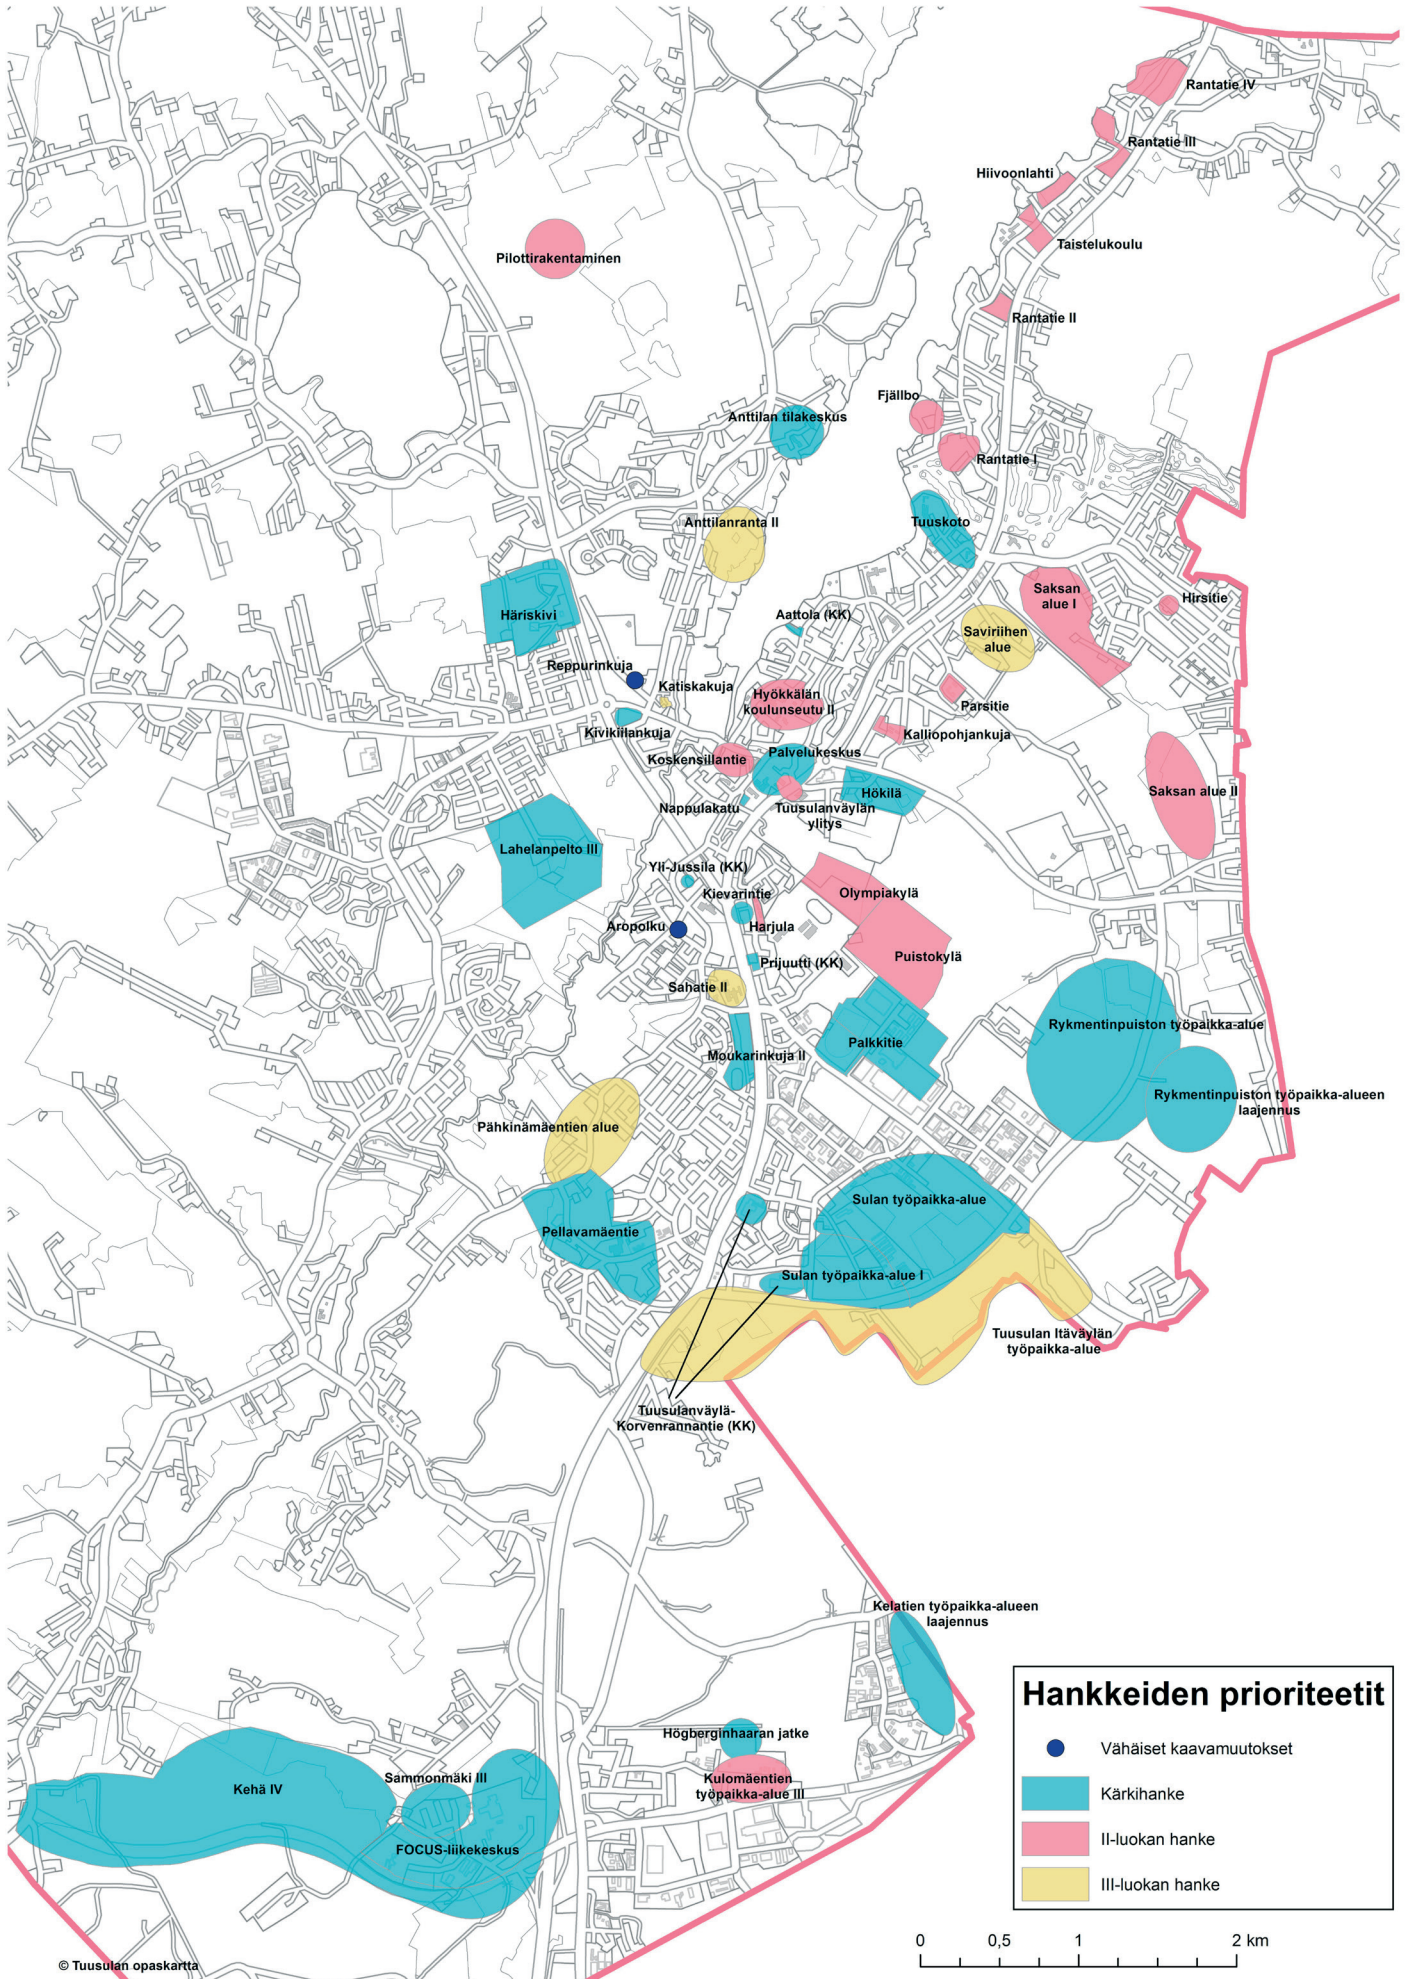 Rantatie IV
Rantatie III
Hiivoonlahti
Taistelukoulu
Pilottirakentaminen
Rantatie II
Fjällbo
Anttilan tilakeskus
Rantatie I
Tuuskoto
Anttilanranta II
Saksan
alue I
Hirsitie
Häriskivi
Aattola (KK)
Saviriihen
alue
Reppurinkuja
Katiskakuja
Hyökkälän
koulunseutu II
Parsitie
Kivikiilankuja
Kalliopohjankuja
Koskensillantie
Palvelukeskus
Hökilä
Saksan alue II
Nappulakatu
Tuusulanväylän
ylitys
Lahelanpelto III
Yli-Jussila (KK)
Kievarintie
Olympiakylä
Aropolku
Harjula
Puistokylä
Prijuutti (KK)
Sahatie II
Rykmentinpuiston työpaikka-alue
Palkkitie
Moukarinkuja II
Rykmentinpuiston työpaikka-alueen
laajennus
Pähkinämäentien alue
Sulan työpaikka-alue
Pellavamäentie
Sulan työpaikka-alue I
Tuusulan Itäväylän
työpaikka-alue
Tuusulanväylä-
Korvenrannantie (KK)
Kelatien työpaikka-alueen
laajennus
Högberginhaaran jatke
Kulomäentien
työpaikka-alue III
Sammonmäki III
Kehä IV
FOCUS-liikekeskus
Hankkeiden prioriteetit
Vähäiset kaavamuutokset
Kärkihanke
II-luokan hanke
III-luokan hanke
0 0,5 1 2 km
© Tuusulan opaskartta